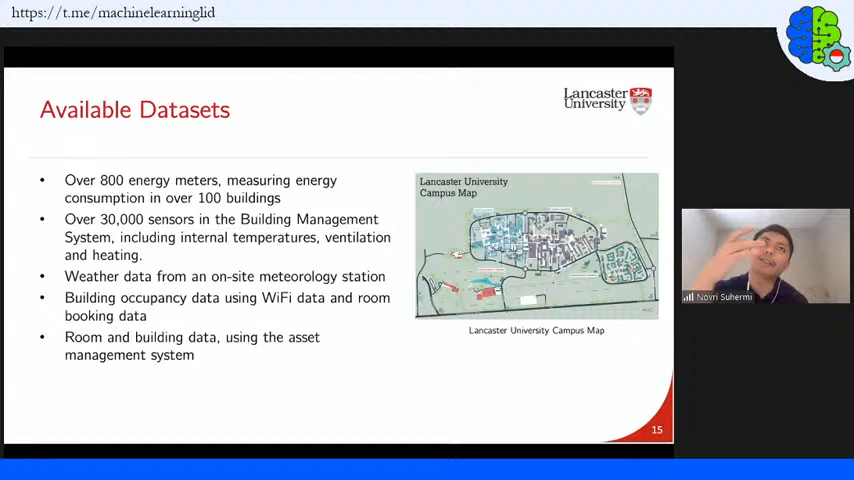 https://t.me/machinelearninglid
Available Datasets
Lancaster
University
• Over 800 energy meters, measuring energy
consumption in over 100 buildings
• Over 30,000 sensors in the Building Management
System, including internal temperatures, ventilation
and heating.
• Weather data from an on-site meteorology station
• Building occupancy data using WiFi data and room
booking data
• Room and building data, using the asset
management system
Lancaster University
Campus Map
Lancaster University Campus Map
Novri Suhermi
15